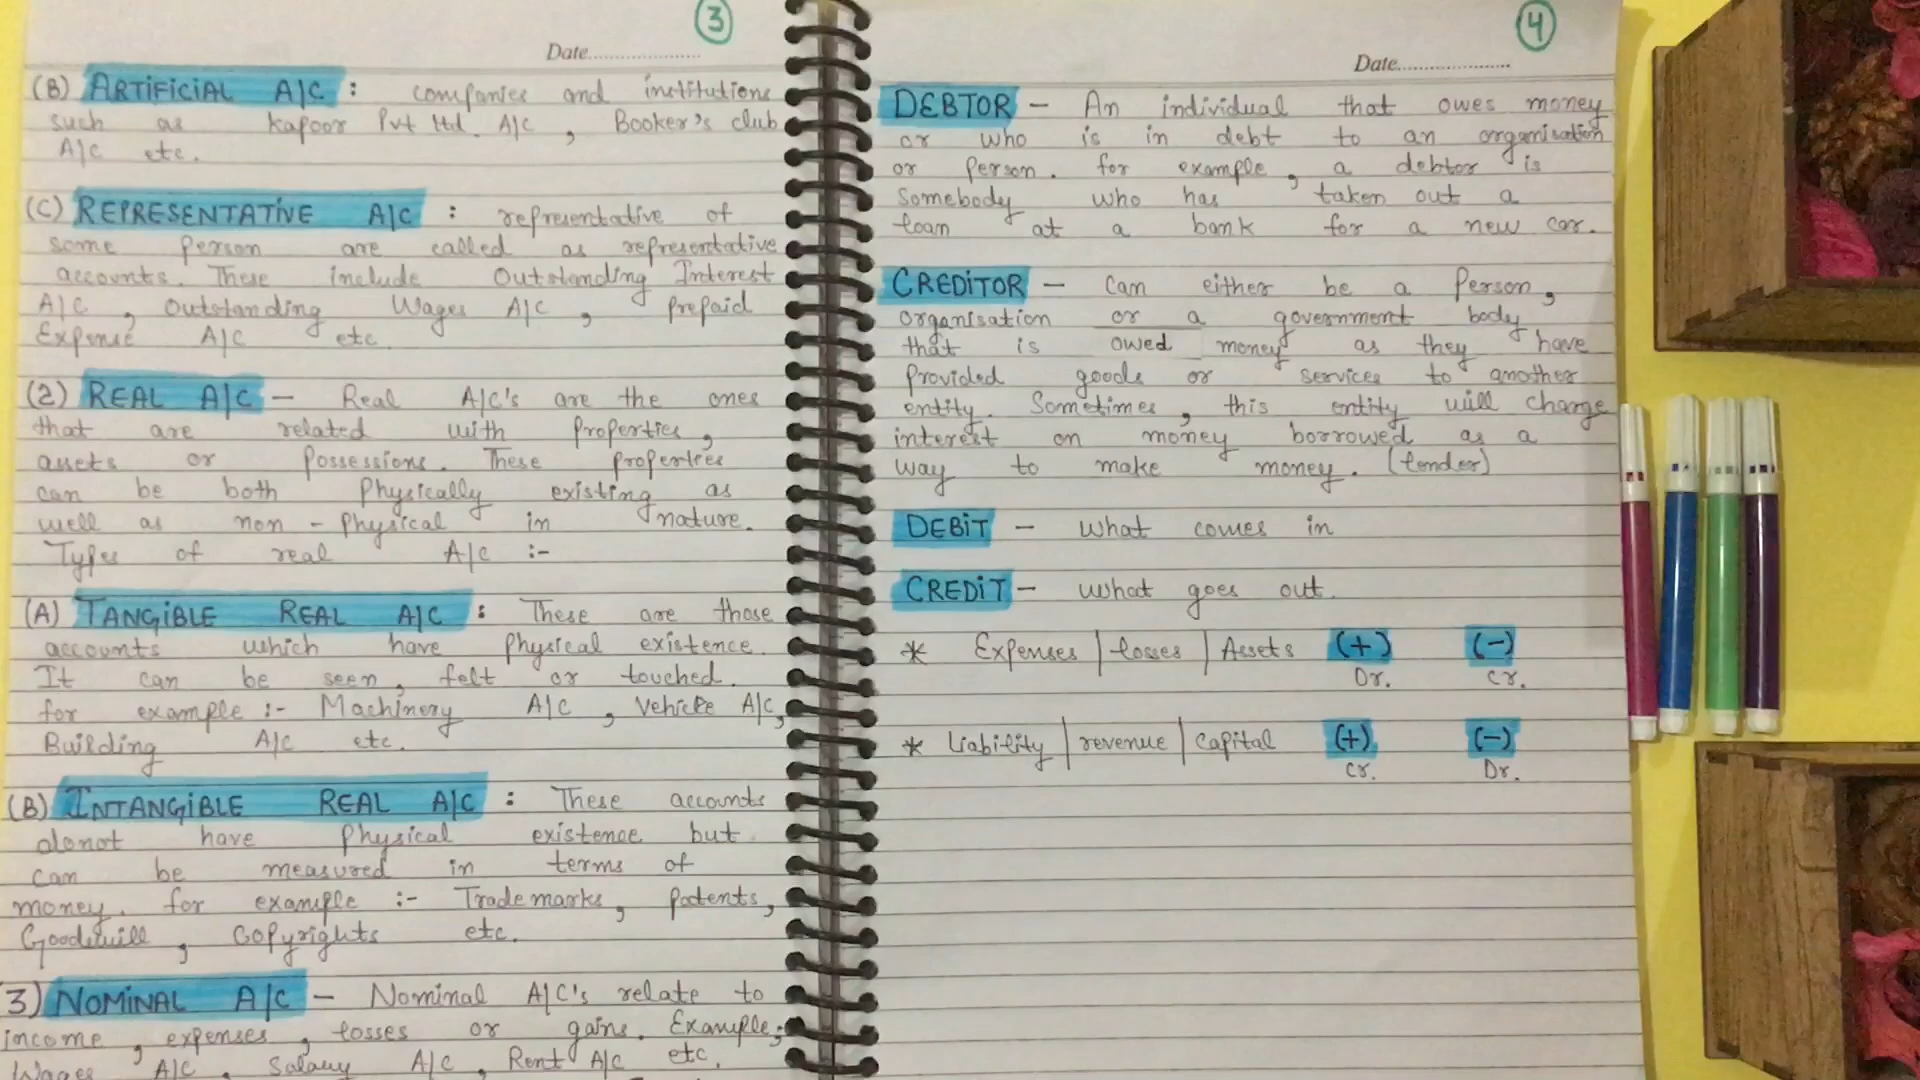 3
Date
(B) ARTIFICIAL A/C : companies and institutions
such as Kapoor Pvt ltd. A/C , Booker's club
A/C etc.
(C) REPRESENTATIVE A/C : representative of
some person are called as representative
accounts. These include Outstanding Interest
A/C , Outstanding Wages A/C , Prepaid
Expense A/C etc
(2) REAL A/C – Real A/C's are the ones
that are related with Properties,
assets or Possessions. These properties
can be both Physically existing as
well as non - Physical in nature.
Types of real A/C :-
(A) TANGIBLE REAL A/C : These are those
accounts which have Physical existence.
It can be seen, felt or touched.
for example :- Machinery A/C , Vehicle A/C,
Building A/C etc.
(B) INTANGIBLE REAL A/C : These accounts
donot have Physical existence but
can be measured in terms of
money. for example :- Trademarks, patents,
Goodwill , Copyrights etc.
3) NOMINAL A/C – Nominal A/C's relate to
income , expenses , losses or gains. Example,
Wages A/C , Salary A/C , Rent A/C etc.
4
Date
DEBTOR – An individual that owes money
or who is in debt to an organisation
or Person. for example , a debtor is
Somebody who has taken out a
loan at a bank for a new car.
CREDITOR – Can either be a Person,
organisation or a government body
that is owed money as they have
Provided goods or services to another
entity. Sometimes , this entity will charge
interest on money borrowed as a
way to make money. (lender)
DEBIT – what comes in
CREDIT – what goes out.
* Expenses | losses | Assets (+) (-)
Dr. Cr.
* Liability | revenue | capital (+) (-)
Cr. Dr.